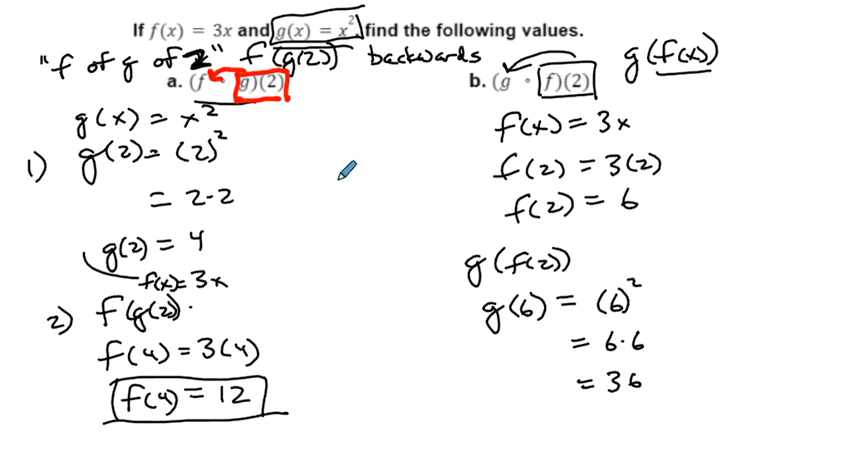 If f(x) = 3x and g(x) = x² find the following values.
"f of g of 2" f(g(2)) backwards g(f(x))
a. (f g)(2)
b. (g ∘ f)(2)
g(x) = x²
1) g(2) = (2)²
= 2·2
g(2) = 4
f(x) = 3x
2) f(g(2)) .
f(4) = 3(4)
f(4) = 12
f(x) = 3x
f(2) = 3(2)
f(2) = 6
g(f(2))
g(6) = (6)²
= 6·6
= 36